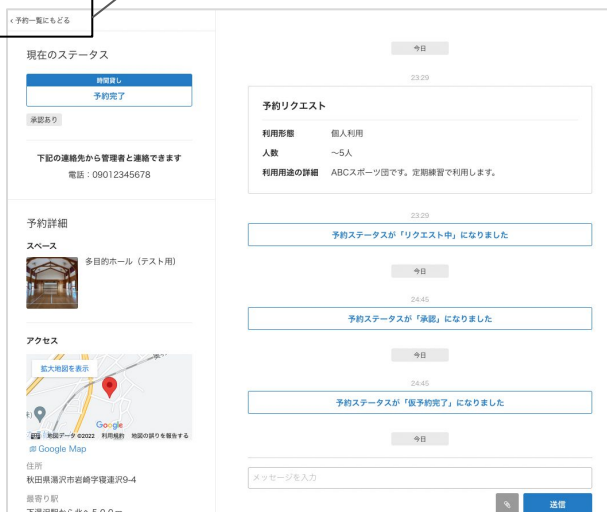 ‹ 予約一覧にもどる
現在のステータス
時間貸し
予約完了
承認あり
下記の連絡先から管理者と連絡できます
電話：09012345678
予約詳細
スペース
多目的ホール（テスト用）
アクセス
拡大地図を表示
Google
地図データ ©2022 利用規約 地図の誤りを報告する
Google Map
住所
秋田県湯沢市岩崎字寝連沢9-4
最寄り駅
下湯沢駅から北へ５００m
今日
23:29
予約リクエスト
利用形態 個人利用
人数 〜5人
利用用途の詳細 ABCスポーツ団です。定期練習で利用します。
23:29
予約ステータスが「リクエスト中」になりました
今日
24:45
予約ステータスが「承認」になりました
今日
24:45
予約ステータスが「仮予約完了」になりました
今日
メッセージを入力
送信